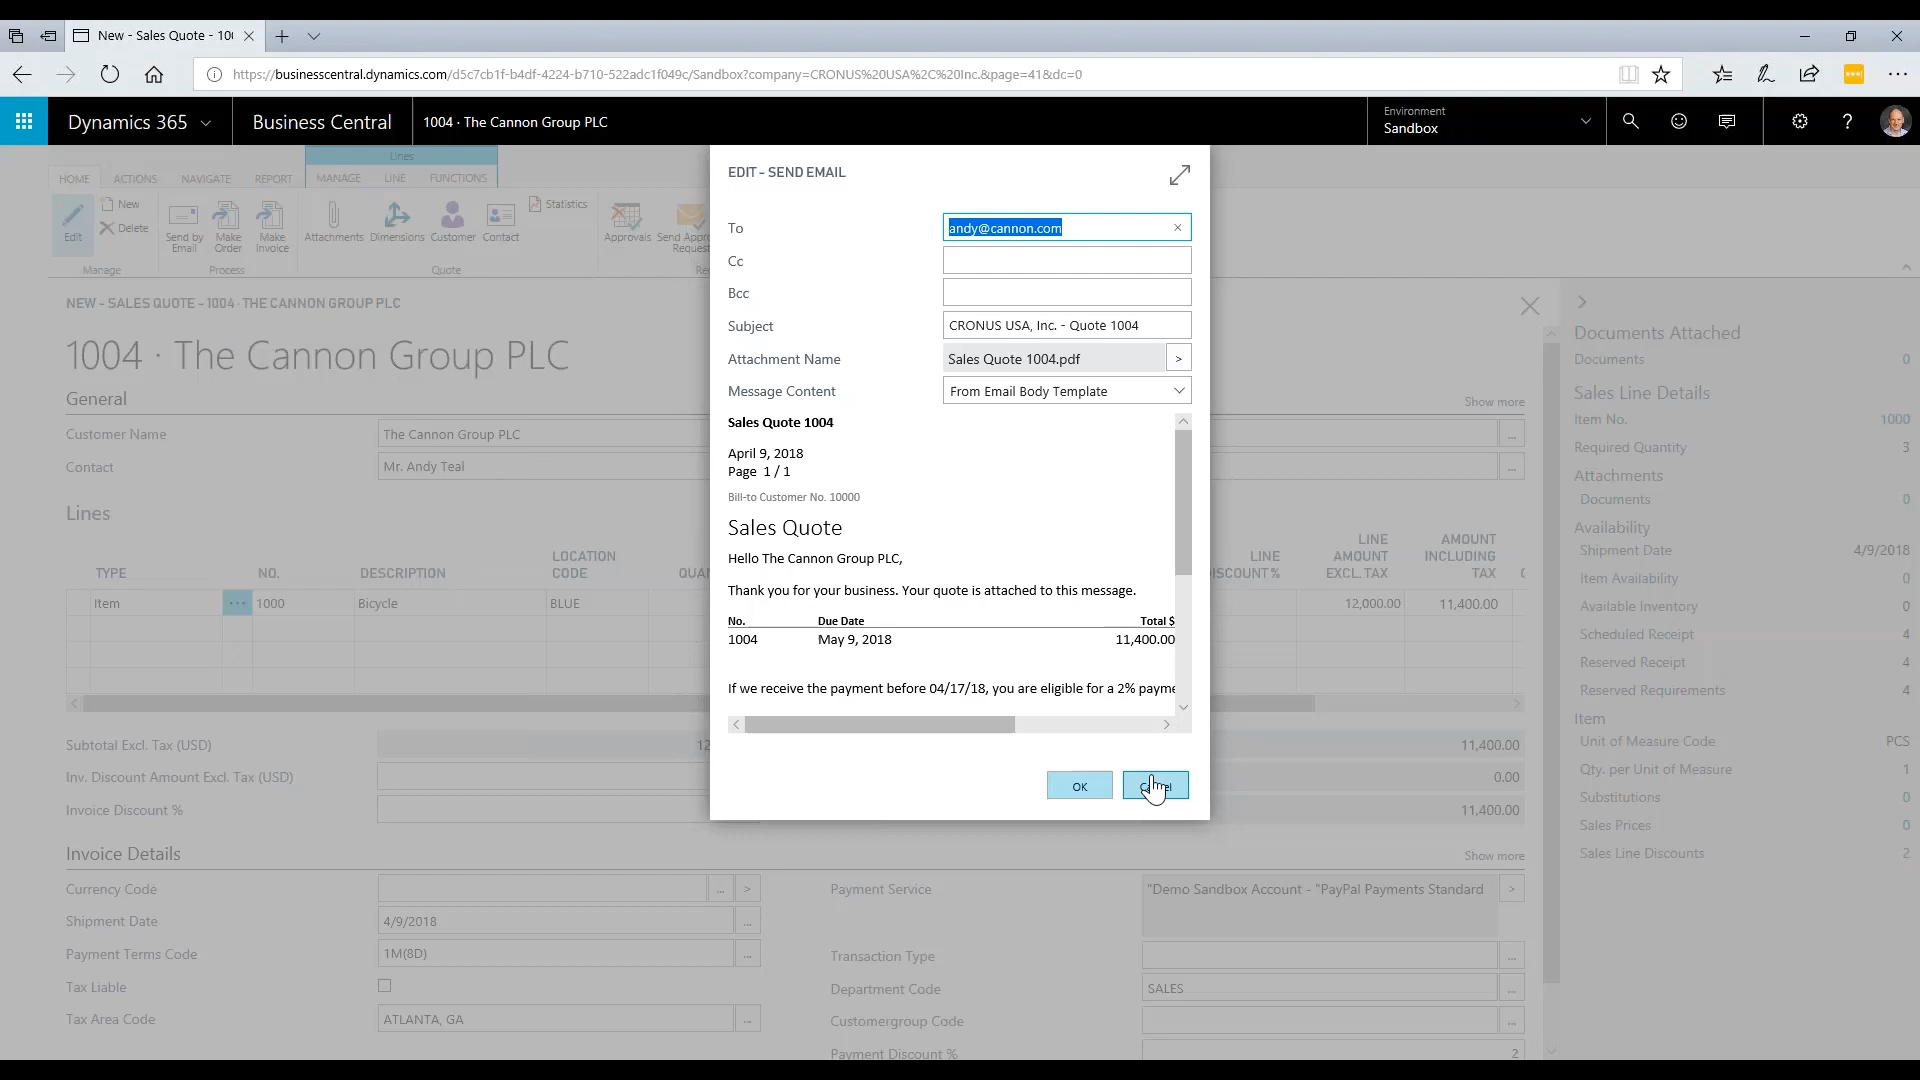 New - Sales Quote - 10
https://businesscentral.dynamics.com/d5c7cb1f-b4df-4224-b710-522adc1f049c/Sandbox?company=CRONUS%20USA%2C%20Inc.&page=41&dc=0
Dynamics 365
Business Central
1004 · The Cannon Group PLC
Environment
Sandbox
Lines
HOME
ACTIONS
NAVIGATE
REPORT
MANAGE
LINE
FUNCTIONS
Edit
New
Delete
Send by
Email
Make
Order
Make
Invoice
Attachments
Dimensions
Customer
Contact
Statistics
Approvals
Request
Manage
Process
Quote
NEW - SALES QUOTE - 1004 · THE CANNON GROUP PLC
1004 · The Cannon Group PLC
General
Show more
Customer Name
The Cannon Group PLC
Contact
Mr. Andy Teal
Lines
TYPE
NO.
DESCRIPTION
LOCATION
CODE
LINE
LINE
AMOUNT
EXCL. TAX
AMOUNT
INCLUDING
TAX
Item
1000
Bicycle
BLUE
12,000.00
11,400.00
Subtotal Excl. Tax (USD)
11,400.00
Inv. Discount Amount Excl. Tax (USD)
0.00
Invoice Discount %
11,400.00
Invoice Details
Show more
Currency Code
Shipment Date
4/9/2018
Payment Terms Code
1M(8D)
Tax Liable
Tax Area Code
ATLANTA, GA
Payment Service
"Demo Sandbox Account - "PayPal Payments Standard
Transaction Type
Department Code
SALES
Customergroup Code
Payment Discount %
2
EDIT - SEND EMAIL
To
andy@cannon.com
Cc
Bcc
Subject
CRONUS USA, Inc. - Quote 1004
Attachment Name
Sales Quote 1004.pdf
Message Content
From Email Body Template
Sales Quote 1004
April 9, 2018
Page 1 / 1
Bill-to Customer No. 10000
Sales Quote
Hello The Cannon Group PLC,
Thank you for your business. Your quote is attached to this message.
No.
Due Date
Total $
1004
May 9, 2018
11,400.00
If we receive the payment before 04/17/18, you are eligible for a 2%
OK
Documents Attached
Documents 0
Sales Line Details
Item No. 1000
Required Quantity 3
Attachments
Documents 0
Availability
Shipment Date 4/9/2018
Item Availability 0
Available Inventory 0
Scheduled Receipt 4
Reserved Receipt 4
Reserved Requirements 4
Item
Unit of Measure Code PCS
Qty. per Unit of Measure 1
Substitutions 0
Sales Prices 0
Sales Line Discounts 2